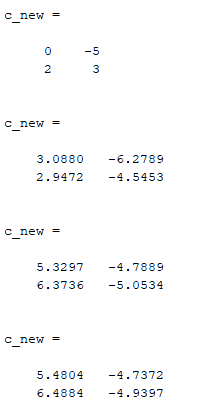 c_new =
0 -5
2 3
c_new =
3.0880 -6.2789
2.9472 -4.5453
c_new =
5.3297 -4.7889
6.3736 -5.0534
c_new =
5.4804 -4.7372
6.4884 -4.9397